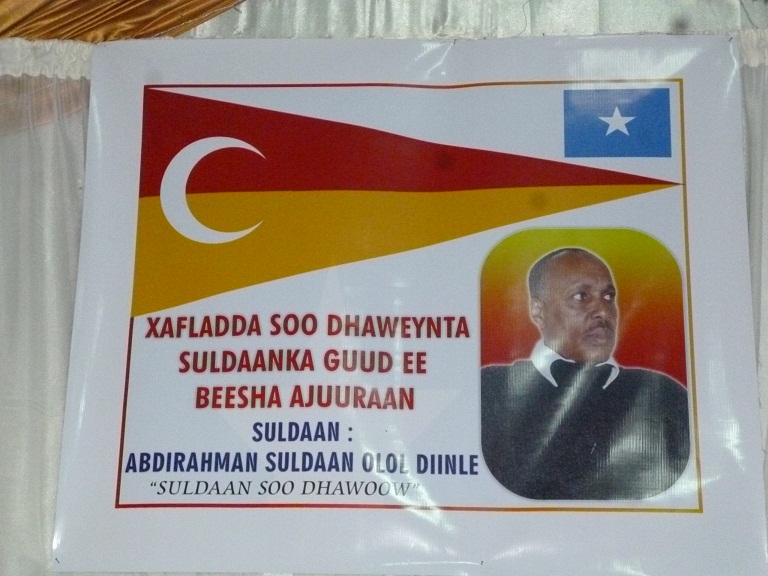 XAFLADDA SOO DHAWEYNTA
SULDAANKA GUUD EE
BEESHA AJUURAAN
SULDAAN :
ABDIRAHMAN SULDAAN OLOL DIINLE
"SULDAAN SOO DHAWOOW"